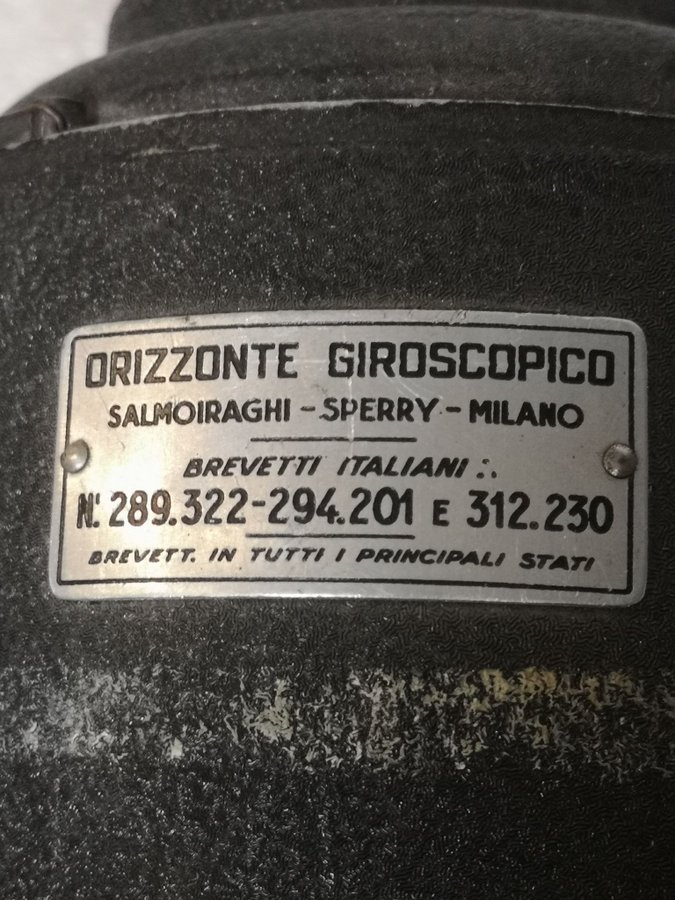 ORIZZONTE GIROSCOPICO
SALMOIRAGHI - SPERRY - MILANO
BREVETTI ITALIANI :.
N.i 289.322-294.201 E 312.230
BREVETT. IN TUTTI I PRINCIPALI STATI